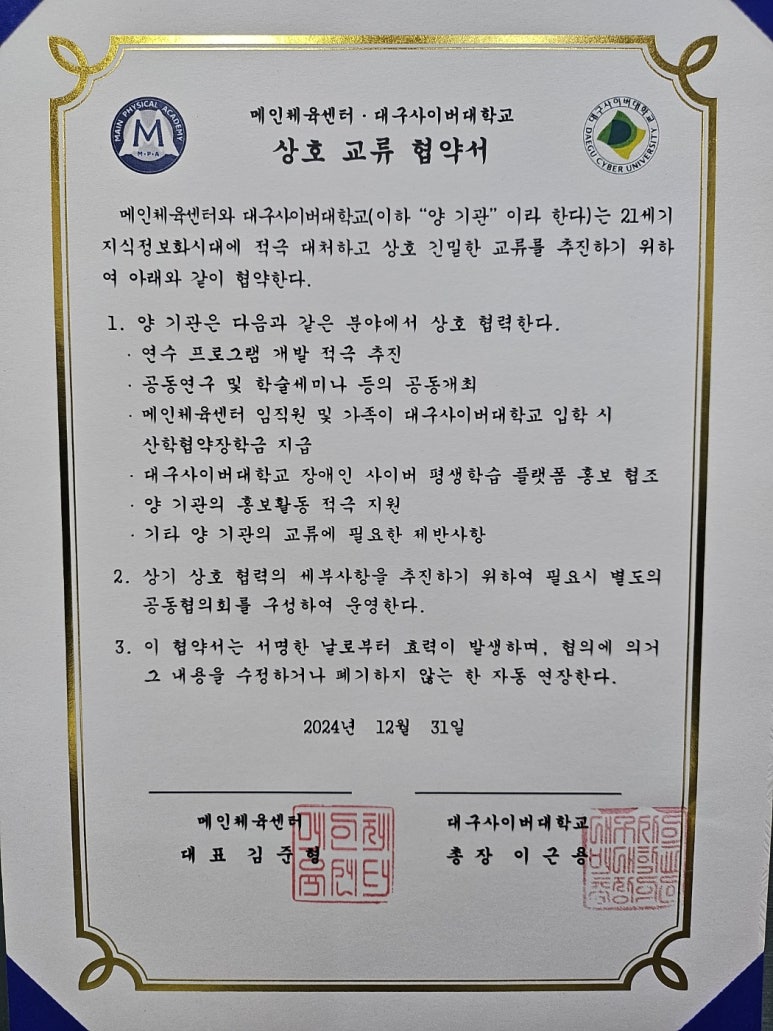 메인체육센터 · 대구사이버대학교
상호 교류 협약서
MAIN PHYSICAL ACADEMY
M
M·P·A
대구사이버대학교
DAEGU CYBER UNIVERSITY
메인체육센터와 대구사이버대학교(이하 “양 기관” 이라 한다)는 21세기
지식정보화시대에 적극 대처하고 상호 긴밀한 교류를 추진하기 위하
여 아래와 같이 협약한다.
1. 양 기관은 다음과 같은 분야에서 상호 협력한다.
· 연수 프로그램 개발 적극 추진
· 공동연구 및 학술세미나 등의 공동개최
· 메인체육센터 임직원 및 가족이 대구사이버대학교 입학 시
산학협약장학금 지급
· 대구사이버대학교 장애인 사이버 평생학습 플랫폼 홍보 협조
· 양 기관의 홍보활동 적극 지원
· 기타 양 기관의 교류에 필요한 제반사항
2. 상기 상호 협력의 세부사항을 추진하기 위하여 필요시 별도의
공동협의회를 구성하여 운영한다.
3. 이 협약서는 서명한 날로부터 효력이 발생하며, 협의에 의거
그 내용을 수정하거나 폐기하지 않는 한 자동 연장한다.
2024년 12월 31일
메인체육센터
대 표 김 준 형
대구사이버대학교
총 장 이 근 용